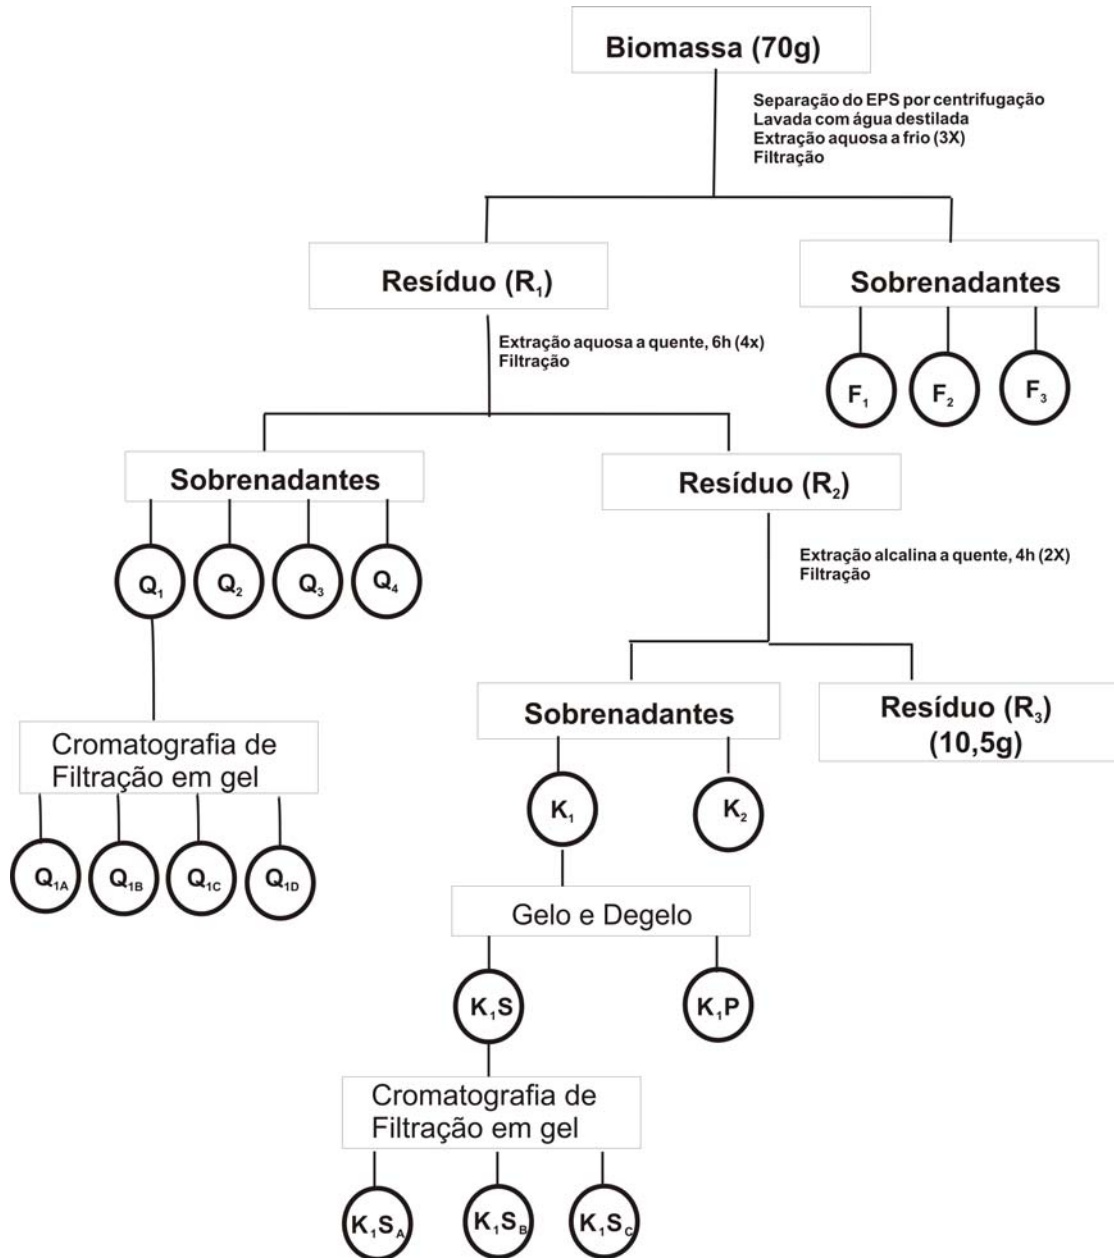 Biomassa (70g)
Separação do EPS por centrifugação
Lavada com água destilada
Extração aquosa a frio (3X)
Filtração
Resíduo (R₁)
Sobrenadantes
Extração aquosa a quente, 6h (4x)
Filtração
F₁ F₂ F₃
Sobrenadantes
Resíduo (R₂)
Q₁ Q₂ Q₃ Q₄
Extração alcalina a quente, 4h (2X)
Filtração
Sobrenadantes
Resíduo (R₃)
(10,5g)
Cromatografia de
Filtração em gel
K₁ K₂
Q₁A Q₁B Q₁C Q₁D
Gelo e Degelo
K₁S K₁P
Cromatografia de
Filtração em gel
K₁S_A K₁S_B K₁S_C